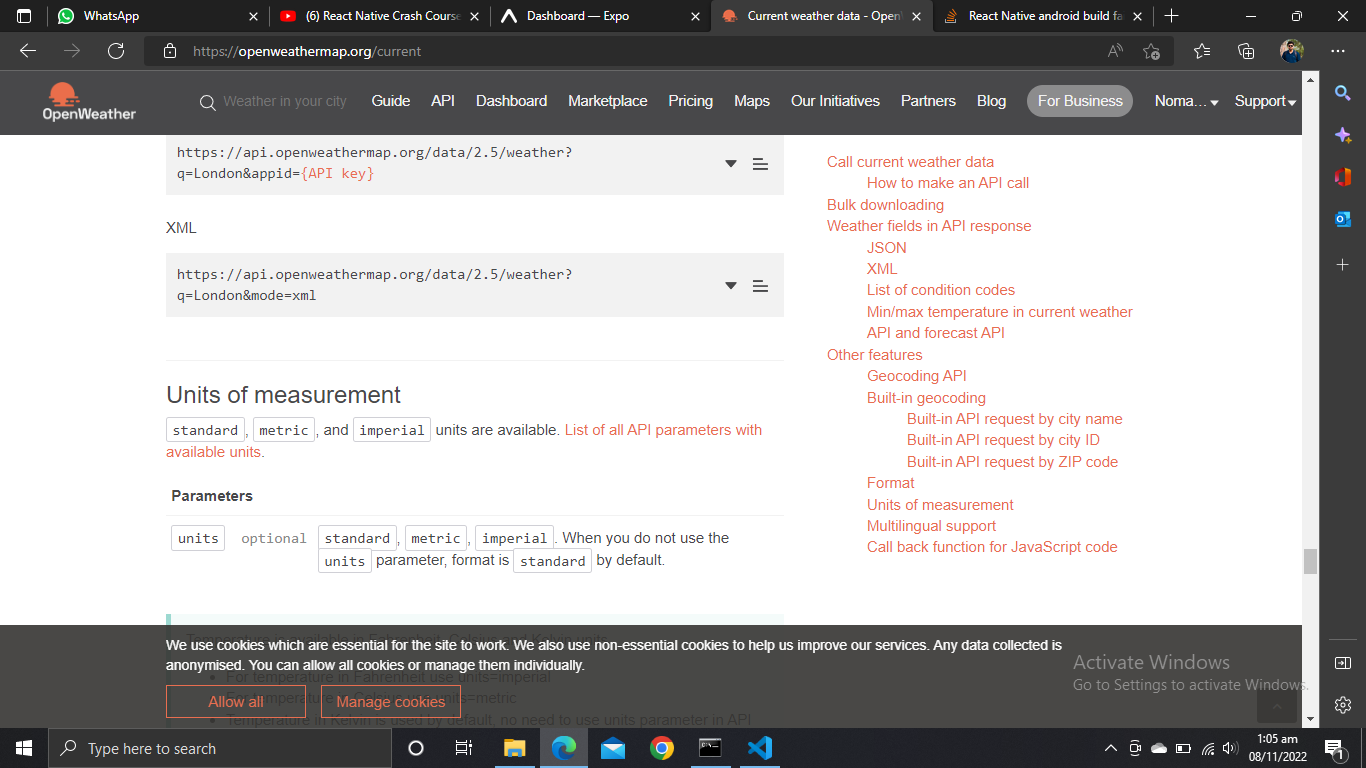 WhatsApp
(6) React Native Crash Course
Dashboard — Expo
Current weather data - Open
React Native android build fa
https://openweathermap.org/current
OpenWeather
Weather in your city
Guide API Dashboard Marketplace Pricing Maps Our Initiatives Partners Blog For Business Noma... Support
https://api.openweathermap.org/data/2.5/weather?
q=London&appid={API key}
XML
https://api.openweathermap.org/data/2.5/weather?
q=London&mode=xml
Units of measurement
standard, metric, and imperial units are available. List of all API parameters with
available units.
Parameters
units optional standard, metric, imperial. When you do not use the
units parameter, format is standard by default.
Call current weather data
How to make an API call
Bulk downloading
Weather fields in API response
JSON
XML
List of condition codes
Min/max temperature in current weather
API and forecast API
Other features
Geocoding API
Built-in geocoding
Built-in API request by city name
Built-in API request by city ID
Built-in API request by ZIP code
Format
Units of measurement
Multilingual support
Call back function for JavaScript code
Temperature is available in Fahrenheit, Celsius and Kelvin units.
We use cookies which are essential for the site to work. We also use non-essential cookies to help us improve our services. Any data collected is
anonymised. You can allow all cookies or manage them individually.
For temperature in Fahrenheit use units=imperial
For temperature in Celsius use units=metric
Allow all Manage cookies
Temperature in Kelvin is used by default, no need to use units parameter in API
Activate Windows
Go to Settings to activate Windows.
Type here to search
1:05 am
08/11/2022
1